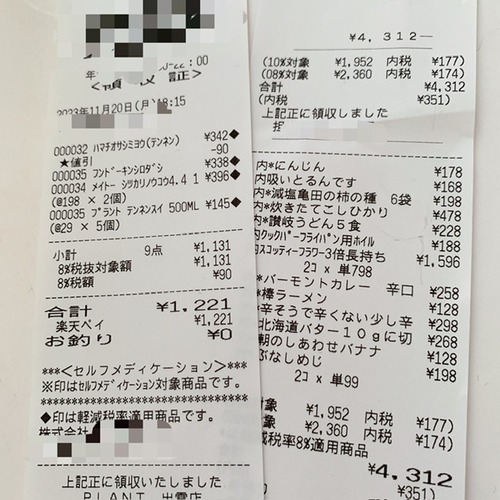 年
:00
<領収証>
2023年11月20日(月)18:15
000032 ハマチオサシミヨウ(テンネン) ¥342◆
★値引 -90
000035 フンドーキンシロダシ ¥338◆
000034 メイトー シツカリノウコウ4.4 1 ¥396◆
(@198 × 2個)
000035 プラント テンネンスイ 500ML ¥145◆
(@29 × 5個)
小計 9点 ¥1,131
8%税抜対象額 ¥1,131
8%税額 ¥90
合計 ¥1,221
楽天ペイ ¥1,221
お釣り ¥0
***<セルフメディケーション>
※印はセルフメディケーション対象商品です。
◆印は軽減税率適用商品です。
株式会社
上記正に領収いたしました
PLANT 出雲店
¥4,312―
(10%対象 ¥1,952 内税 ¥177)
(08%対象 ¥2,360 内税 ¥174)
合計 ¥4,312
(内税 ¥351)
上記正に領収しました
内*にんじん ¥178
内吸いとるんです ¥168
内*減塩亀田の柿の種 6袋 ¥198
内*炊きたてこしひかり ¥478
内*讃岐うどん5食 ¥228
内クックパーフライパン用ホイル ¥188
内スコッティーフラワー3倍長持ち ¥1,596
2コ × 単798
*バーモントカレー 辛口 ¥258
*棒ラーメン ¥128
*辛そうで辛くない少し辛 ¥298
北海道バター10gに切 ¥268
朝のしあわせバナナ ¥128
ぶなしめじ ¥198
2コ × 単99
対象 ¥1,952 内税 ¥177)
対象 ¥2,360 内税 ¥174)
減税率8%適用商品
¥4,312
¥351)